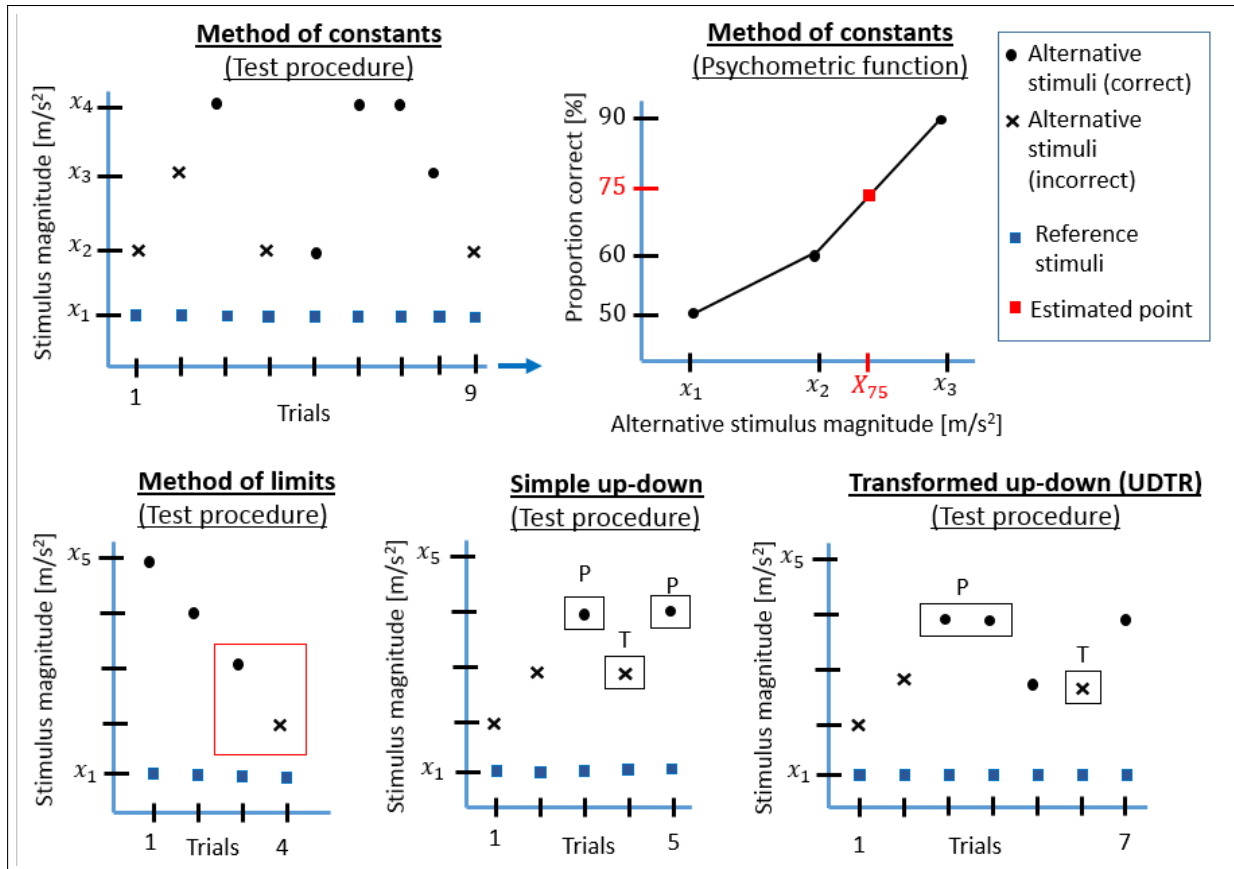 Method of constants
(Test procedure)
Stimulus magnitude [m/s²]
x₄
x₃
x₂
x₁
1
9
Trials
Method of constants
(Psychometric function)
Proportion correct [%]
90
75
60
50
x₁
x₂
X₇₅
x₃
Alternative stimulus magnitude [m/s²]
Alternative
stimuli (correct)
Alternative
stimuli
(incorrect)
Reference
stimuli
Estimated point
Method of limits
(Test procedure)
Stimulus magnitude [m/s²]
x₅
x₁
1
Trials
4
Simple up-down
(Test procedure)
Stimulus magnitude [m/s²]
x₅
P
P
T
x₁
1
Trials
5
Transformed up-down (UDTR)
(Test procedure)
Stimulus magnitude [m/s²]
x₅
P
T
x₁
1
Trials
7